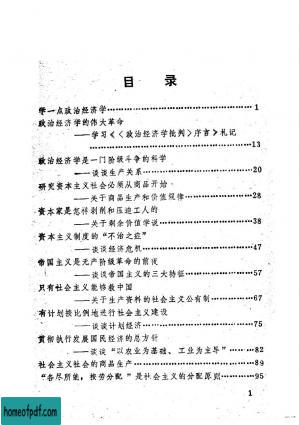 目录
学一点政治经济学……………………………………… 1
政治经济学的伟大革命
——学习《〈政治经济学批判〉序言》札记
………………………………………………………13
政治经济学是一门阶级斗争的科学
——谈谈生产关系……………………………20
研究资本主义社会必须从商品开始
——关于商品生产和价值规律………………28
资本家是怎样剥削和压迫工人的
——关于剩余价值学说………………………38
资本主义制度的“不治之症”
——谈谈经济危机……………………………47
帝国主义是无产阶级革命的前夜
——谈谈帝国主义的三大特征………………57
只有社会主义能够救中国
——关于生产资料的社会主义公有制………67
有计划按比例地进行社会主义建设
——谈谈计划经济……………………………75
贯彻执行发展国民经济的总方针
——谈谈“以农业为基础、工业为主导”……82
社会主义社会的商品生产……………………………89
“各尽所能，按劳分配”是社会主义的分配原则……95
1
homeofpdf.com